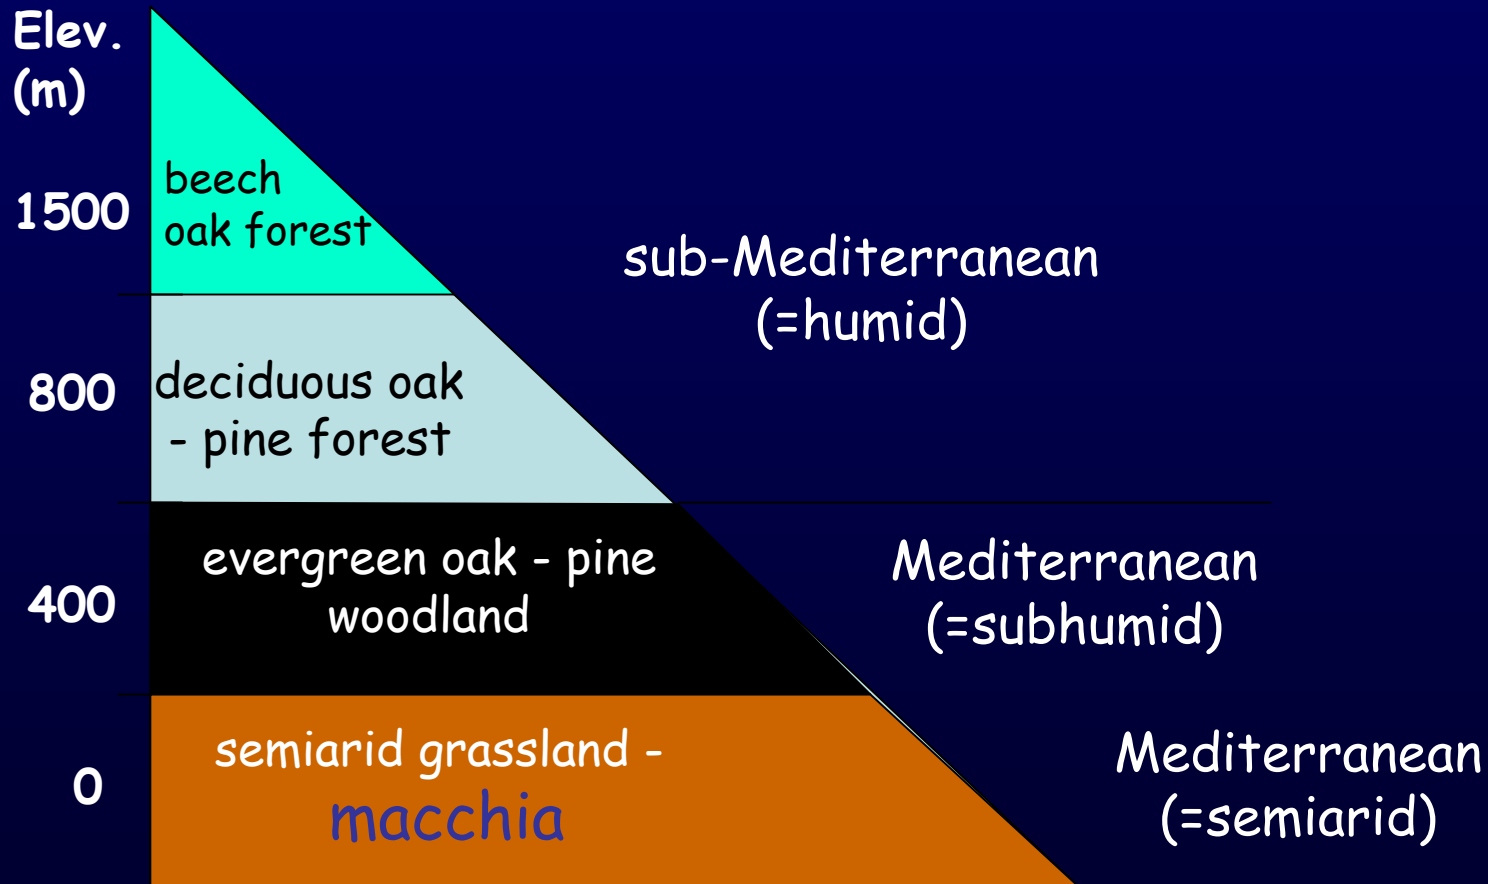 Elev.
(m)
1500
beech
oak forest
sub-Mediterranean
(=humid)
800
deciduous oak
- pine forest
400
evergreen oak - pine
woodland
Mediterranean
(=subhumid)
0
semiarid grassland -
macchia
Mediterranean
(=semiarid)